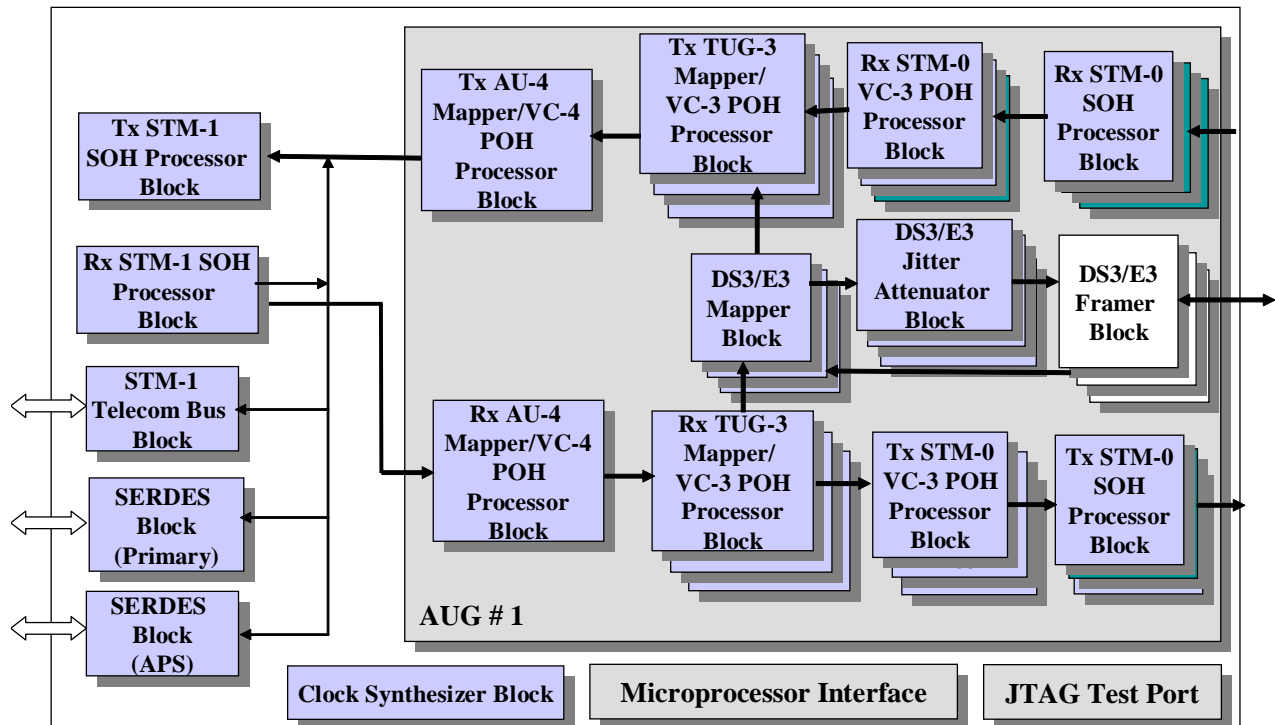 Tx STM-1
SOH Processor
Block
Rx STM-1 SOH
Processor
Block
STM-1
Telecom Bus
Block
SERDES
Block
(Primary)
SERDES
Block
(APS)
Tx AU-4
Mapper/VC-4
POH
Processor
Block
Tx TUG-3
Mapper/
VC-3 POH
Processor
Block
Rx STM-0
VC-3 POH
Processor
Block
Rx STM-0
SOH
Processor
Block
DS3/E3
Mapper
Block
DS3/E3
Jitter
Attenuator
Block
DS3/E3
Framer
Block
Rx AU-4
Mapper/VC-4
POH
Processor
Block
Rx TUG-3
Mapper/
VC-3 POH
Processor
Block
Tx STM-0
VC-3 POH
Processor
Block
Tx STM-0
SOH
Processor
Block
AUG # 1
Clock Synthesizer Block
Microprocessor Interface
JTAG Test Port